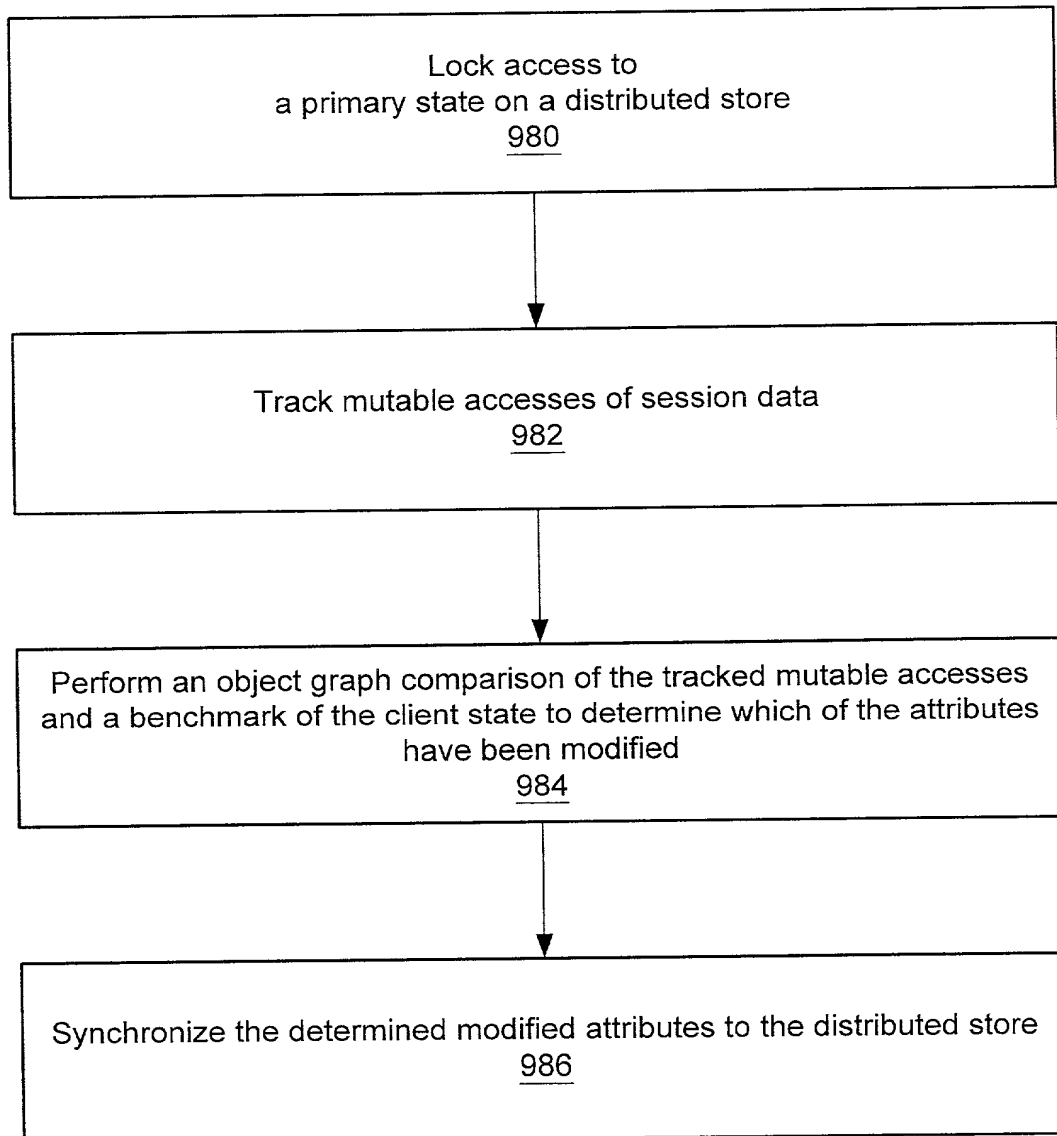 Lock access to
a primary state on a distributed store
980
Track mutable accesses of session data
982
Perform an object graph comparison of the tracked mutable accesses
and a benchmark of the client state to determine which of the attributes
have been modified
984
Synchronize the determined modified attributes to the distributed store
986